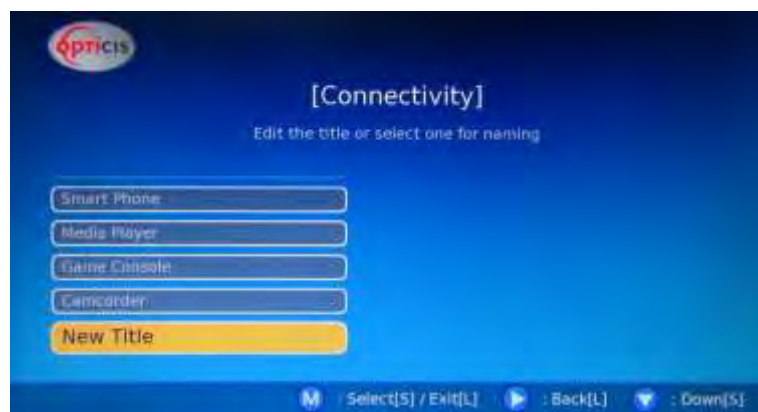 OPTICIS
[Connectivity]
Edit the title or select one for naming
Smart Phone
Media Player
Game Console
Camcorder
New Title
M : Select[S] / Exit[L] : Back[L] : Down[S]